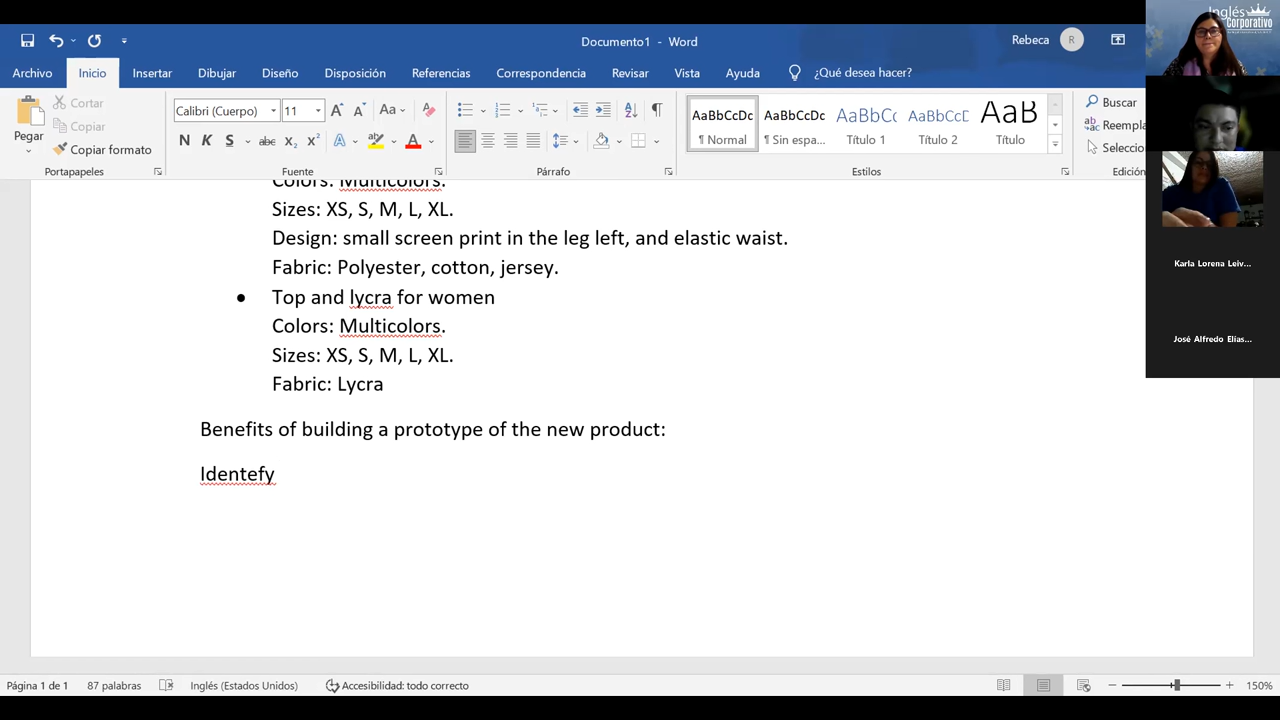 Inglés
Corporativo
Documento1 - Word
Rebeca
R
Archivo
Inicio
Insertar
Dibujar
Diseño
Disposición
Referencias
Correspondencia
Revisar
Vista
Ayuda
¿Qué desea hacer?
Pegar
Cortar
Copiar
Copiar formato
Portapapeles
Calibri (Cuerpo)
11
Fuente
Párrafo
AaBbCcDc
¶ Normal
AaBbCcDc
¶ Sin espa...
AaBbCc
Título 1
AaBbCcD
Título 2
AaB
Título
Estilos
Buscar
Reempla
Seleccio
Edición
Colors: Multicolors.
Sizes: XS, S, M, L, XL.
Design: small screen print in the leg left, and elastic waist.
Fabric: Polyester, cotton, jersey.
● Top and lycra for women
Colors: Multicolors.
Sizes: XS, S, M, L, XL.
Fabric: Lycra
Benefits of building a prototype of the new product:
Identefy
Karla Lorena Leiv...
José Alfredo Elías...
Página 1 de 1
87 palabras
Inglés (Estados Unidos)
Accesibilidad: todo correcto
150%